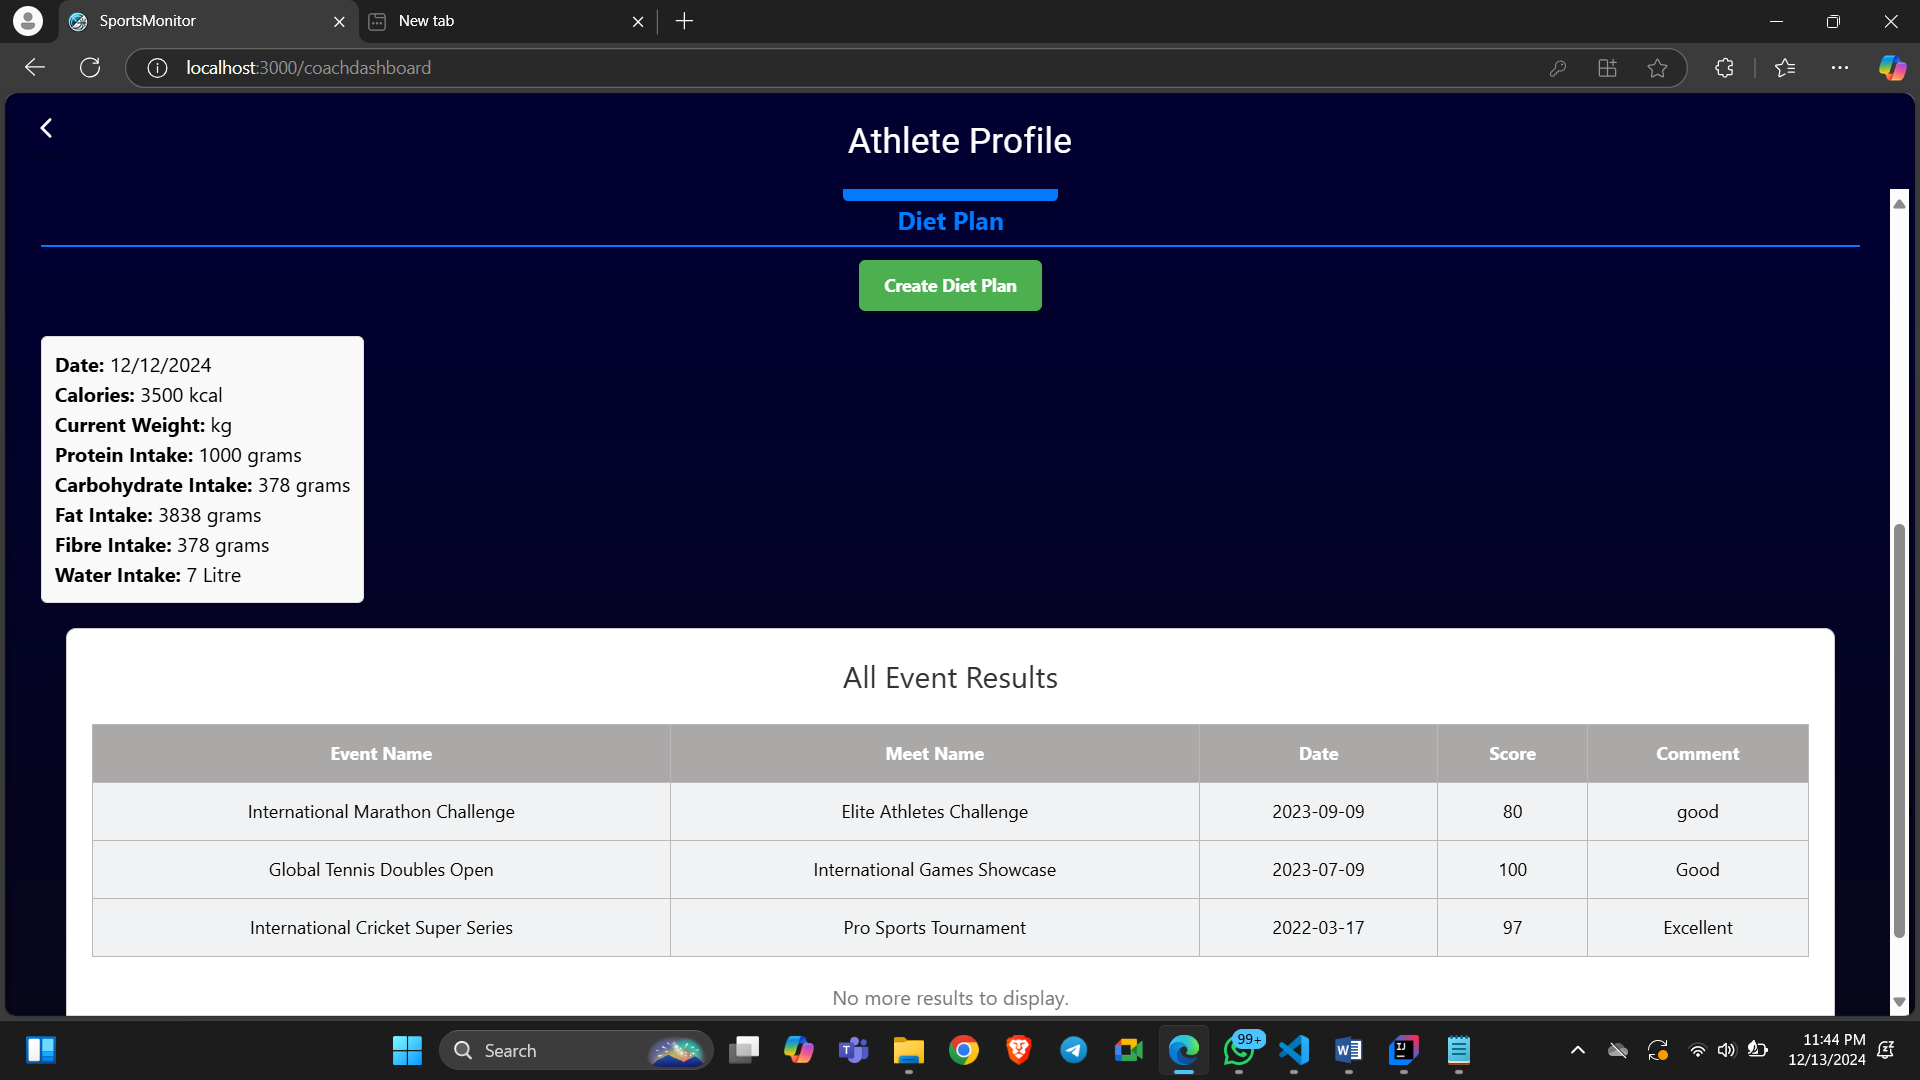 SportsMonitor
New tab
localhost:3000/coachdashboard
Athlete Profile
Diet Plan
Create Diet Plan
Date: 12/12/2024
Calories: 3500 kcal
Current Weight: kg
Protein Intake: 1000 grams
Carbohydrate Intake: 378 grams
Fat Intake: 3838 grams
Fibre Intake: 378 grams
Water Intake: 7 Litre
All Event Results
Event Name Meet Name Date Score Comment
International Marathon Challenge Elite Athletes Challenge 2023-09-09 80 good
Global Tennis Doubles Open International Games Showcase 2023-07-09 100 Good
International Cricket Super Series Pro Sports Tournament 2022-03-17 97 Excellent
No more results to display.
Search
99+
11:44 PM
12/13/2024